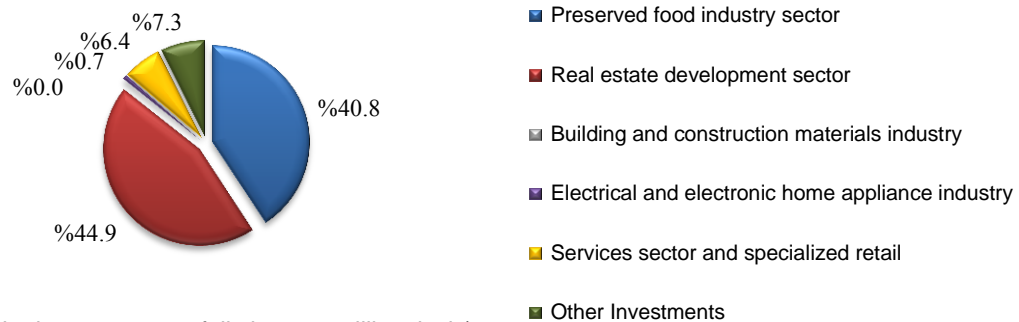 %7.3
%6.4
%0.7
%0.0
%40.8
%44.9
Preserved food industry sector
Real estate development sector
Building and construction materials industry
Electrical and electronic home appliance industry
Services sector and specialized retail
Other Investments